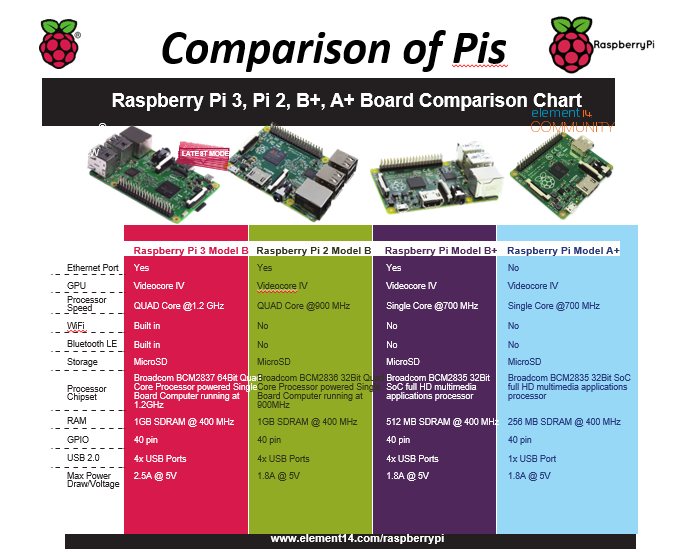 Comparison of Pis
®
RaspberryPi
Raspberry Pi 3, Pi 2, B+, A+ Board Comparison Chart
element14
COMMUNITY
LATEST MODE
Raspberry Pi 3 Model B Raspberry Pi 2 Model B Raspberry Pi Model B+ Raspberry Pi Model A+
Ethernet Port Yes Yes Yes No
GPU Videocore IV Videocore IV Videocore IV Videocore IV
Processor Speed QUAD Core @1.2 GHz QUAD Core @900 MHz Single Core @700 MHz Single Core @700 MHz
WiFi Built in No No No
Bluetooth LE Built in No No No
Storage MicroSD MicroSD MicroSD MicroSD
Processor Chipset
Broadcom BCM2837 64Bit Quad
Core Processor powered Single
Board Computer running at
1.2GHz
Broadcom BCM2836 32Bit Quad
Core Processor powered Single
Board Computer running at
900MHz
Broadcom BCM2835 32Bit
SoC full HD multimedia
applications processor
Broadcom BCM2835 32Bit SoC
full HD multimedia applications
processor
RAM 1GB SDRAM @ 400 MHz 1GB SDRAM @ 400 MHz 512 MB SDRAM @ 400 MHz 256 MB SDRAM @ 400 MHz
GPIO 40 pin 40 pin 40 pin 40 pin
USB 2.0 4x USB Ports 4x USB Ports 4x USB Ports 1x USB Port
Max Power Draw/Voltage 2.5A @ 5V 1.8A @ 5V 1.8A @ 5V 1.8A @ 5V
www.element14.com/raspberrypi